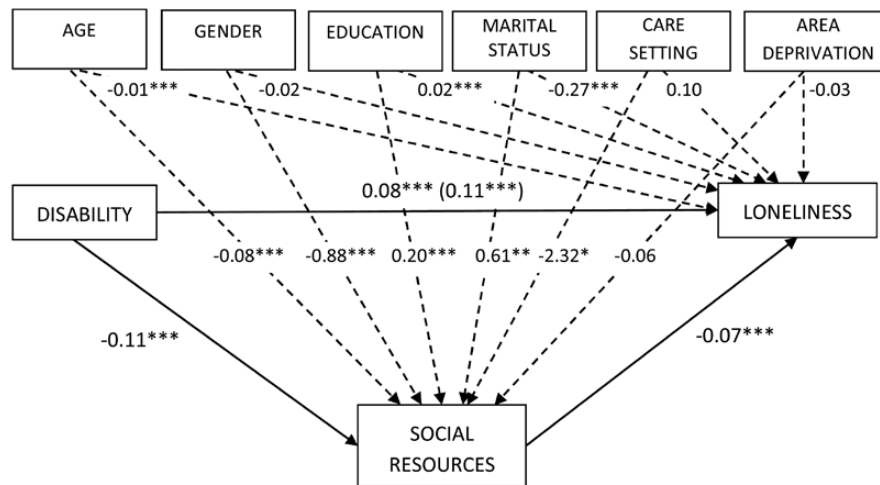 AGE
GENDER
EDUCATION
MARITAL
STATUS
CARE
SETTING
AREA
DEPRIVATION
-0.01***
-0.02
0.02***
-0.27***
0.10
-0.03
0.08*** (0.11***)
DISABILITY
LONELINESS
-0.08***
-0.88***
0.20***
0.61**
-2.32*
-0.06
-0.11***
-0.07***
SOCIAL
RESOURCES